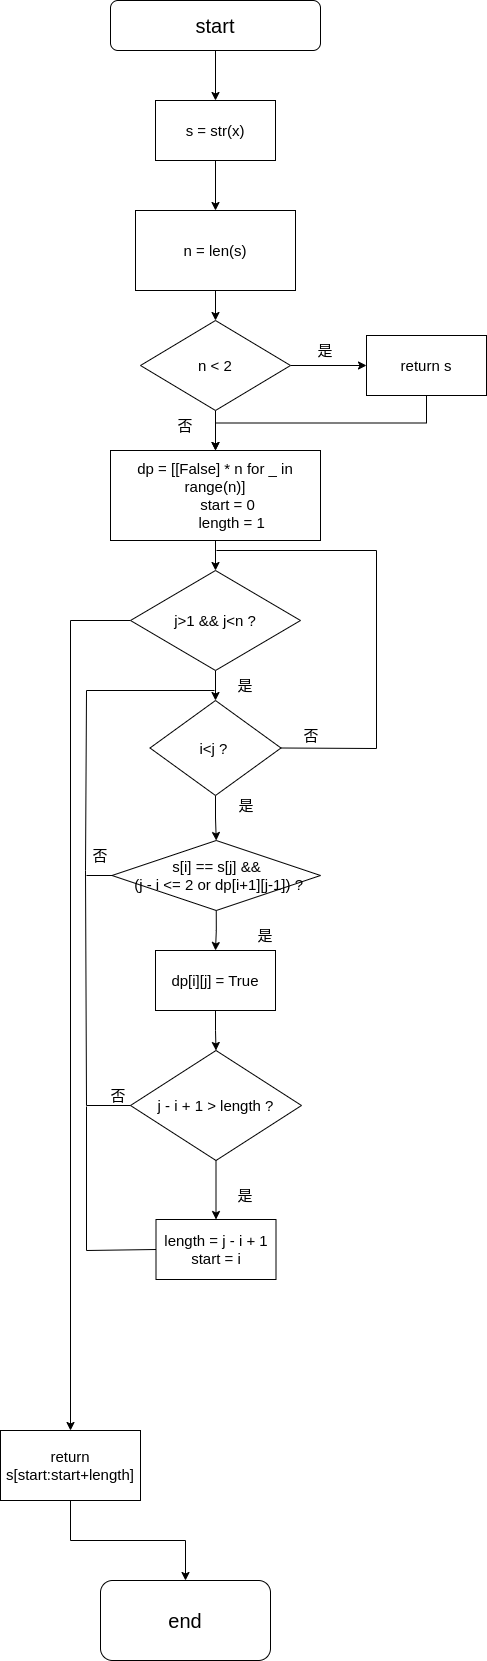 start
s = str(x)
n = len(s)
n < 2
是
return s
否
dp = [[False] * n for _ in
range(n)]
start = 0
length = 1
j>1 && j<n ?
是
i<j ?
否
是
否
s[i] == s[j] &&
(j - i <= 2 or dp[i+1][j-1]) ?
是
dp[i][j] = True
否
j - i + 1 > length ?
是
length = j - i + 1
start = i
return
s[start:start+length]
end